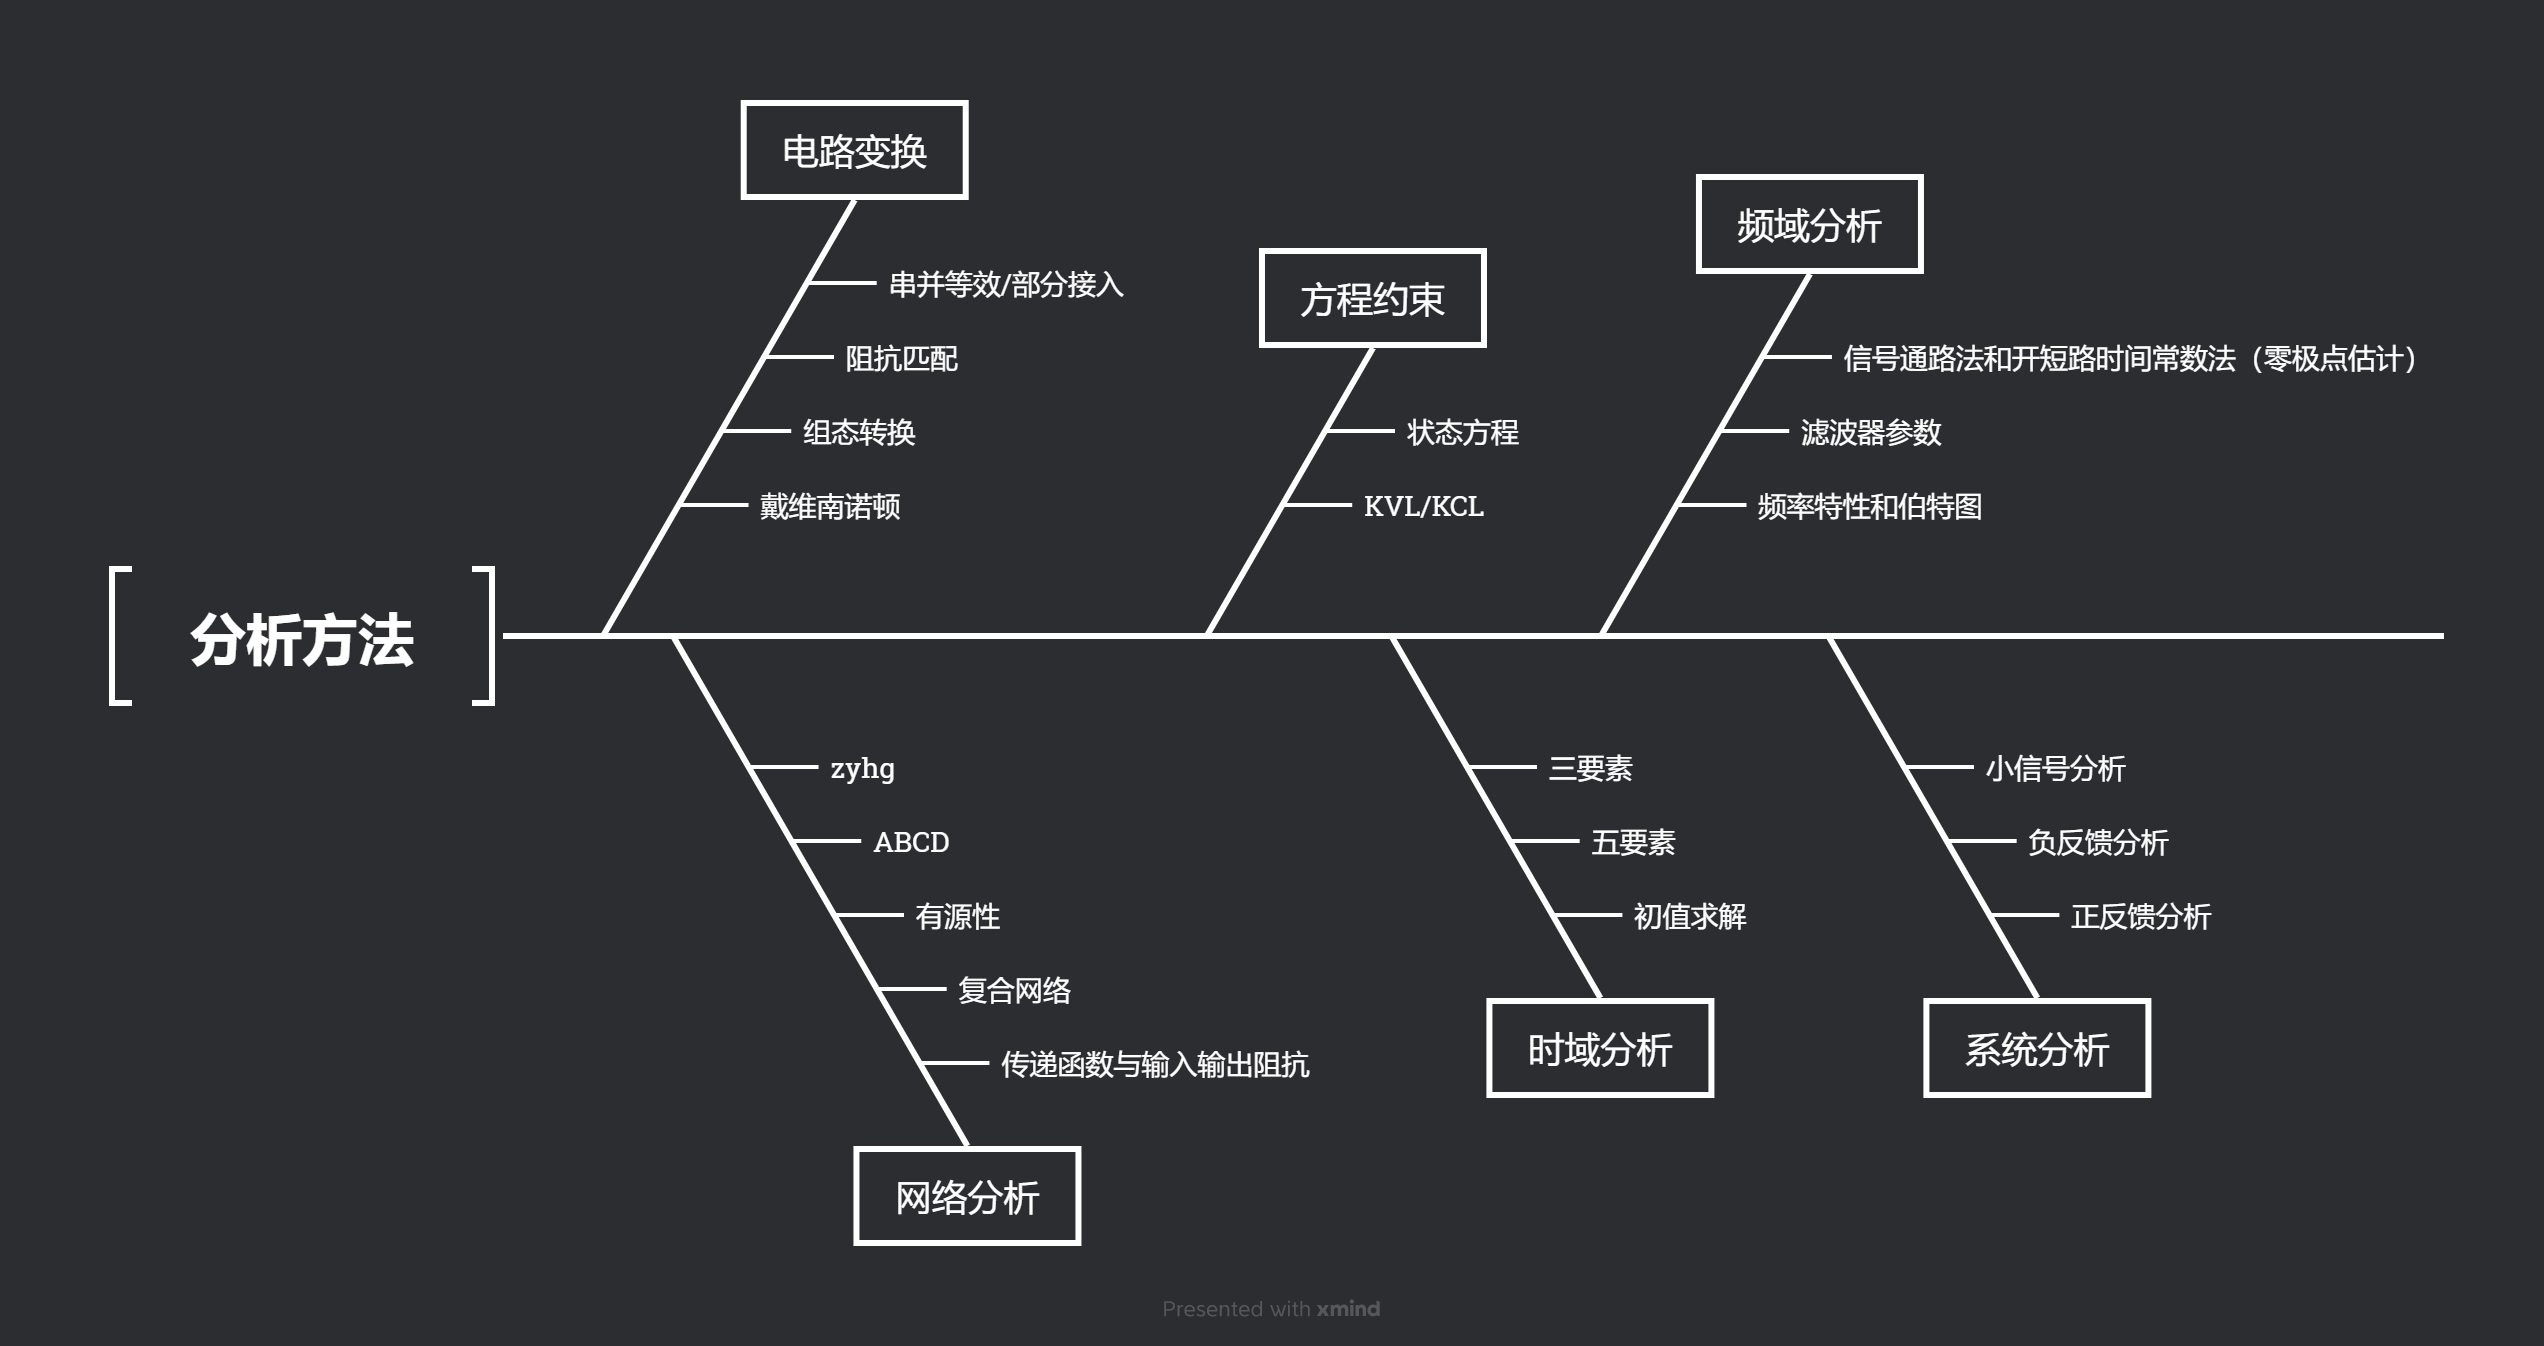 电路变换
串并等效/部分接入
阻抗匹配
组态转换
戴维南诺顿
方程约束
状态方程
KVL/KCL
频域分析
信号通路法和开短路时间常数法（零极点估计）
滤波器参数
频率特性和伯特图
分析方法
zyhg
ABCD
有源性
复合网络
传递函数与输入输出阻抗
网络分析
三要素
五要素
初值求解
时域分析
小信号分析
负反馈分析
正反馈分析
系统分析
Presented with xmind